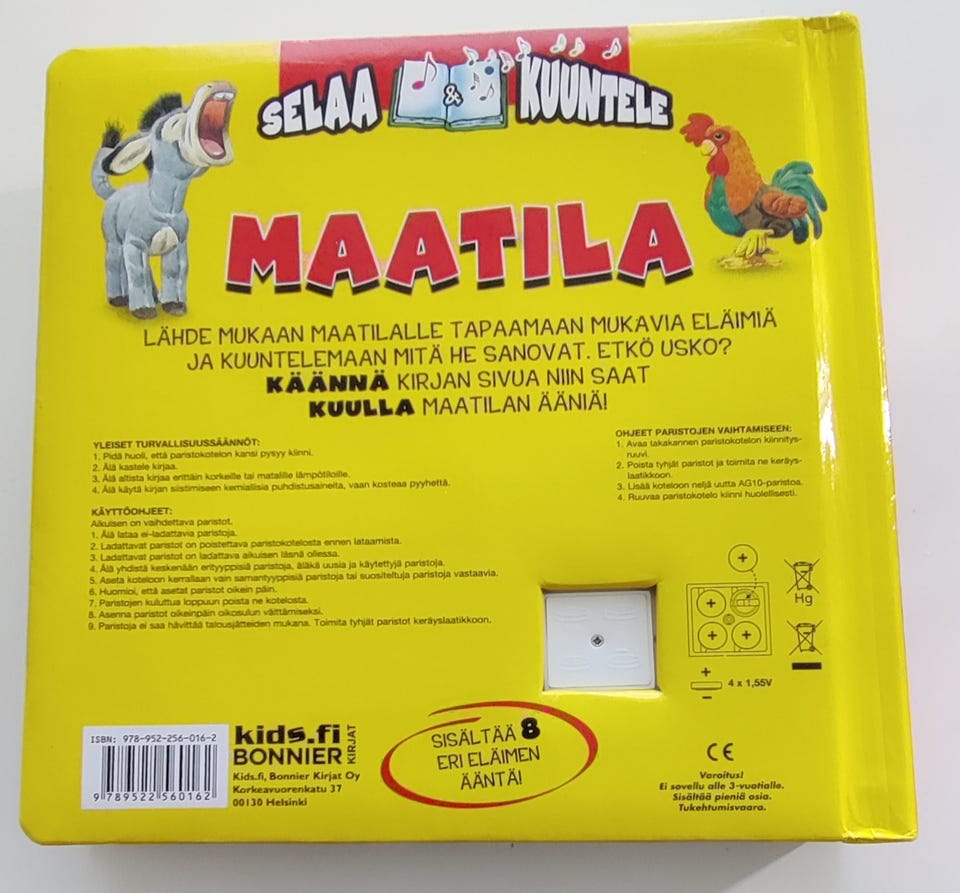 SELAA & KUUNTELE
MAATILA
LÄHDE MUKAAN MAATILALLE TAPAAMAAN MUKAVIA ELÄIMIÄ
JA KUUNTELEMAAN MITÄ HE SANOVAT. ETKÖ USKO?
KÄÄNNÄ KIRJAN SIVUA NIIN SAAT
KUULLA MAATILAN ÄÄNIÄ!
YLEISET TURVALLISUUSSÄÄNNÖT:
1. Pidä huoli, että paristokotelon kansi pysyy kiinni.
2. Älä kastele kirjaa.
3. Älä altista kirjaa erittäin korkeille tai matalille lämpötiloille.
4. Älä käytä kirjan siistimiseen kemiallisia puhdistusaineita, vaan kosteaa pyyhettä.
KÄYTTÖOHJEET:
Aikuisen on vaihdettava paristot.
1. Älä lataa ei-ladattavia paristoja.
2. Ladattavat paristot on poistettava paristokotelosta ennen lataamista.
3. Ladattavat paristot on ladattava aikuisen läsnä ollessa.
4. Älä yhdistä keskenään erityyppisiä paristoja, äläkä uusia ja käytettyjä paristoja.
5. Aseta koteloon kerrallaan vain samantyyppisiä paristoja tai suositeltuja paristoja vastaavia.
6. Huomioi, että asetat paristot oikein päin.
7. Paristojen kuluttua loppuun poista ne kotelosta.
8. Asenna paristot oikeinpäin oikosulun välttämiseksi.
9. Paristoja ei saa hävittää talousjätteiden mukana. Toimita tyhjät paristot keräyslaatikkoon.
OHJEET PARISTOJEN VAIHTAMISEEN:
1. Avaa takakannen paristokotelon kiinnitys-
ruuvi.
2. Poista tyhjät paristot ja toimita ne keräys-
laatikkoon.
3. Lisää koteloon neljä uutta AG10-paristoa.
4. Ruuvaa paristokotelo kiinni huolellisesti.
+
+ 
+ +
Hg
+
4 x 1,55V
−
ISBN: 978-952-256-016-2
9 789522 560162
kids.fi
BONNIER
KIRJAT
Kids.fi, Bonnier Kirjat Oy
Korkeavuorenkatu 37
00130 Helsinki
SISÄLTÄÄ 8
ERI ELÄIMEN
ÄÄNTÄ!
CE
Varoitus!
Ei sovellu alle 3-vuotialle.
Sisältää pieniä osia.
Tukehtumisvaara.